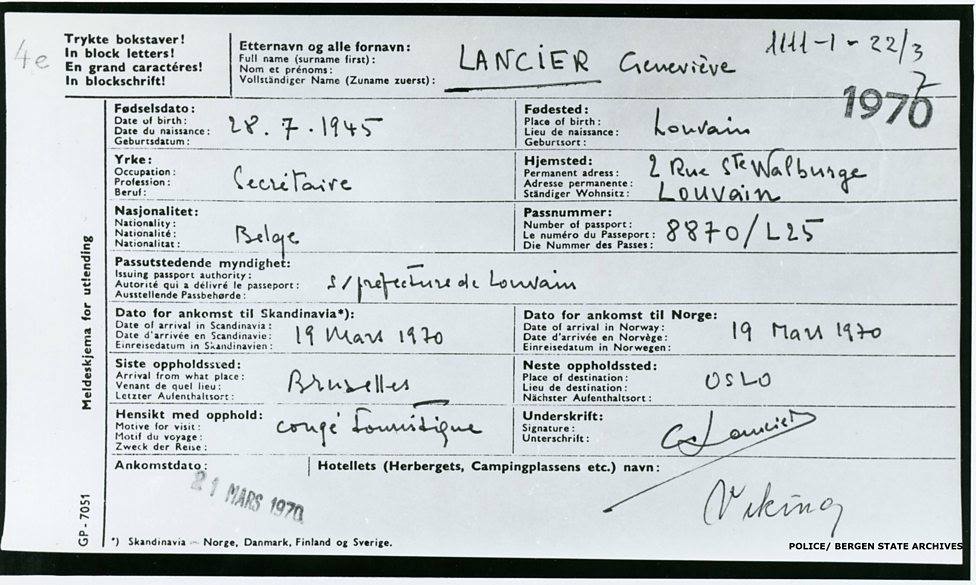 4e
Trykte bokstaver!
In block letters!
En grand caractéres!
In blockschrift!
Etternavn og alle fornavn:
Full name (surname first):
Nom et prénoms:
Vollständiger Name (Zuname zuerst):
LANCIER Geneviève
1111-1-22/3
7
1970
Fødselsdato:
Date of birth:
Date du naissance:
Geburtsdatum:
28.7.1945
Fødested:
Place of birth:
Lieu de naissance:
Geburtsort:
Louvain
Yrke:
Occupation:
Profession:
Beruf:
Secrétaire
Hjemsted:
Permanent adress:
Adresse permanente:
Ständiger Wohnsitz:
2 Rue Ste Walburge
Louvain
Nasjonalitet:
Nationality:
Nationalité:
Nationalitat:
Belge
Passnummer:
Number of passport:
Le numéro du Passeport:
Die Nummer des Passes:
8870/L25
Passutstedende myndighet:
Issuing passport authority:
Autorité qui a délivré le passeport:
Ausstellende Passbehørde:
s/prefecture de Louvain
Dato for ankomst til Skandinavia*):
Date of arrival in Scandinavia:
Date d'arrivée en Scandinavie:
Einreisedatum in Skandinavien:
19 Mars 1970
Dato for ankomst til Norge:
Date of arrival in Norway:
Date d'arrivée en Norvège:
Einreisedatum in Norwegen:
19 Mars 1970
Siste oppholdssted:
Arrival from what place:
Venant de quel lieu:
Letzter Aufenthaltsort:
Bruxelles
Neste oppholdssted:
Place of destination:
Lieu de destination:
Nächster Aufenthaltsort:
OSLO
Hensikt med opphold:
Motive for visit:
Motif du voyage:
Zweck der Reise:
congé touristique
Underskrift:
Signature:
Unterschrift:
G Lancier
Ankomstdato:
21 MARS 1970
Hotellets (Herbergets, Campingplassens etc.) navn:
Viking
*) Skandinavia - Norge, Danmark, Finland og Sverige.
Meldeskjema for utlending
GP - 7051
POLICE/ BERGEN STATE ARCHIVES